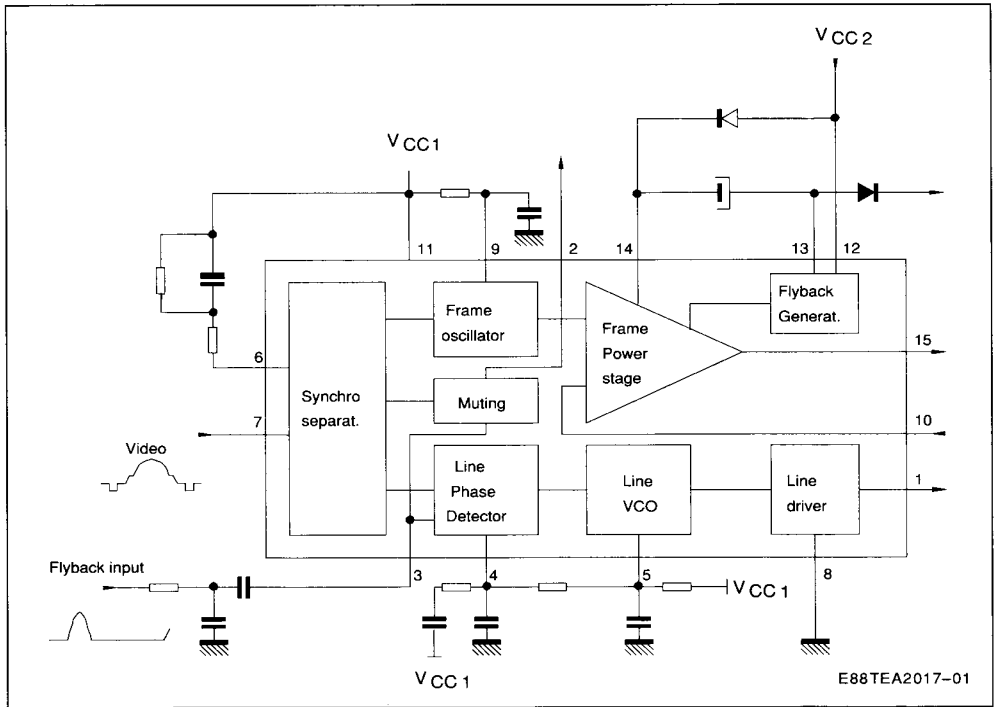 V CC 2
V CC1
11
9
2
14
13
12
Frame
oscillator
Flyback
Generat.
Frame
Power
stage
15
6
Synchro
separat.
Muting
7
10
Video
Line
Phase
Detector
Line
VCO
Line
driver
1
Flyback input
3
4
5
8
V CC 1
V CC 1
E88TEA2017-01